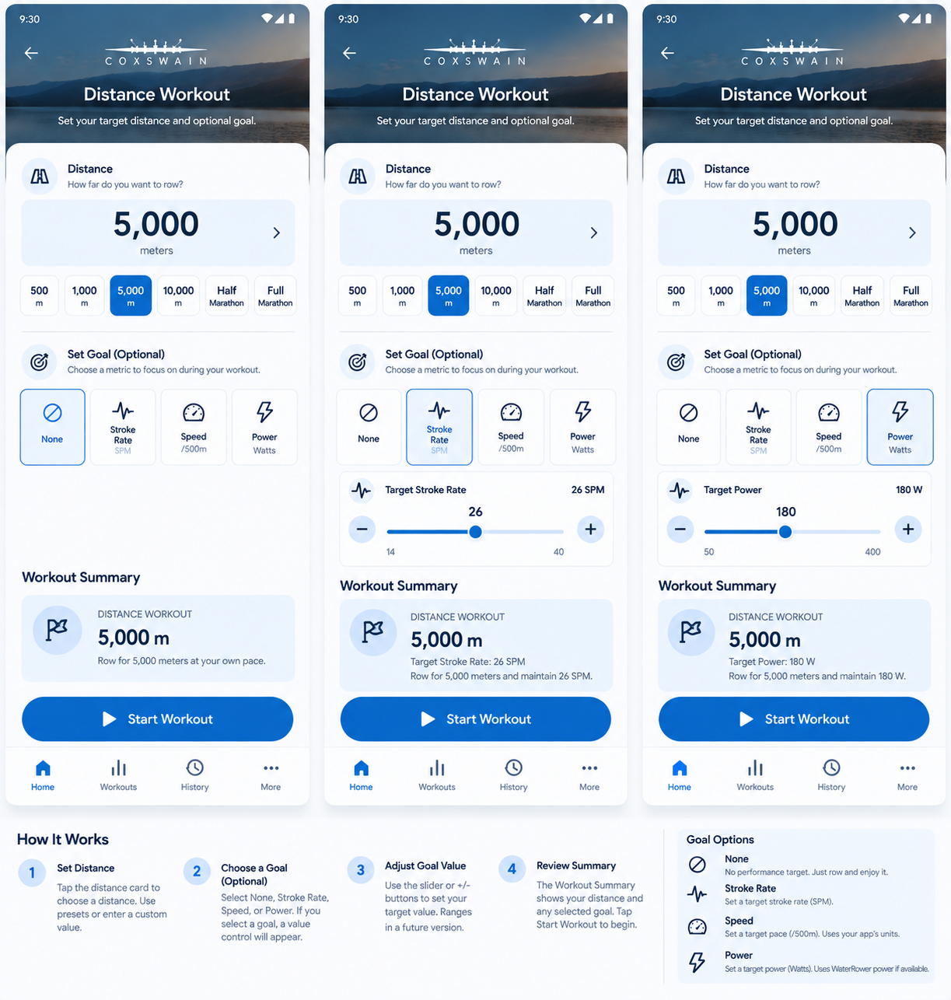 9:30
COXSWAIN
Distance Workout
Set your target distance and optional goal.
Distance
How far do you want to row?
5,000
meters
500
m
1,000
m
5,000
m
10,000
m
Half
Marathon
Full
Marathon
Set Goal (Optional)
Choose a metric to focus on during your workout.
None
Stroke
Rate
SPM
Speed
/500m
Power
Watts
Workout Summary
DISTANCE WORKOUT
5,000 m
Row for 5,000 meters at your own pace.
Start Workout
Home
Workouts
History
More
9:30
COXSWAIN
Distance Workout
Set your target distance and optional goal.
Distance
How far do you want to row?
5,000
meters
500
m
1,000
m
5,000
m
10,000
m
Half
Marathon
Full
Marathon
Set Goal (Optional)
Choose a metric to focus on during your workout.
None
Stroke
Rate
SPM
Speed
/500m
Power
Watts
Target Stroke Rate
26 SPM
26
14
40
Workout Summary
DISTANCE WORKOUT
5,000 m
Target Stroke Rate: 26 SPM
Row for 5,000 meters and maintain 26 SPM.
Start Workout
Home
Workouts
History
More
9:30
COXSWAIN
Distance Workout
Set your target distance and optional goal.
Distance
How far do you want to row?
5,000
meters
500
m
1,000
m
5,000
m
10,000
m
Half
Marathon
Full
Marathon
Set Goal (Optional)
Choose a metric to focus on during your workout.
None
Stroke
Rate
SPM
Speed
/500m
Power
Watts
Target Power
180 W
180
50
400
Workout Summary
DISTANCE WORKOUT
5,000 m
Target Power: 180 W
Row for 5,000 meters and maintain 180 W.
Start Workout
Home
Workouts
History
More
How It Works
1
Set Distance
Tap the distance card to
choose a distance. Use
presets or enter a custom
value.
2
Choose a Goal
(Optional)
Select None, Stroke Rate,
Speed, or Power. If you
select a goal, a value
control will appear.
3
Adjust Goal Value
Use the slider or +/-
buttons to set your
target value. Ranges
in a future version.
4
Review Summary
The Workout Summary
shows your distance and
any selected goal. Tap
Start Workout to begin.
Goal Options
None
No performance target. Just row and enjoy it.
Stroke Rate
Set a target stroke rate (SPM).
Speed
Set a target pace (/500m). Uses your app's units.
Power
Set a target power (Watts). Uses WaterRower power if available.